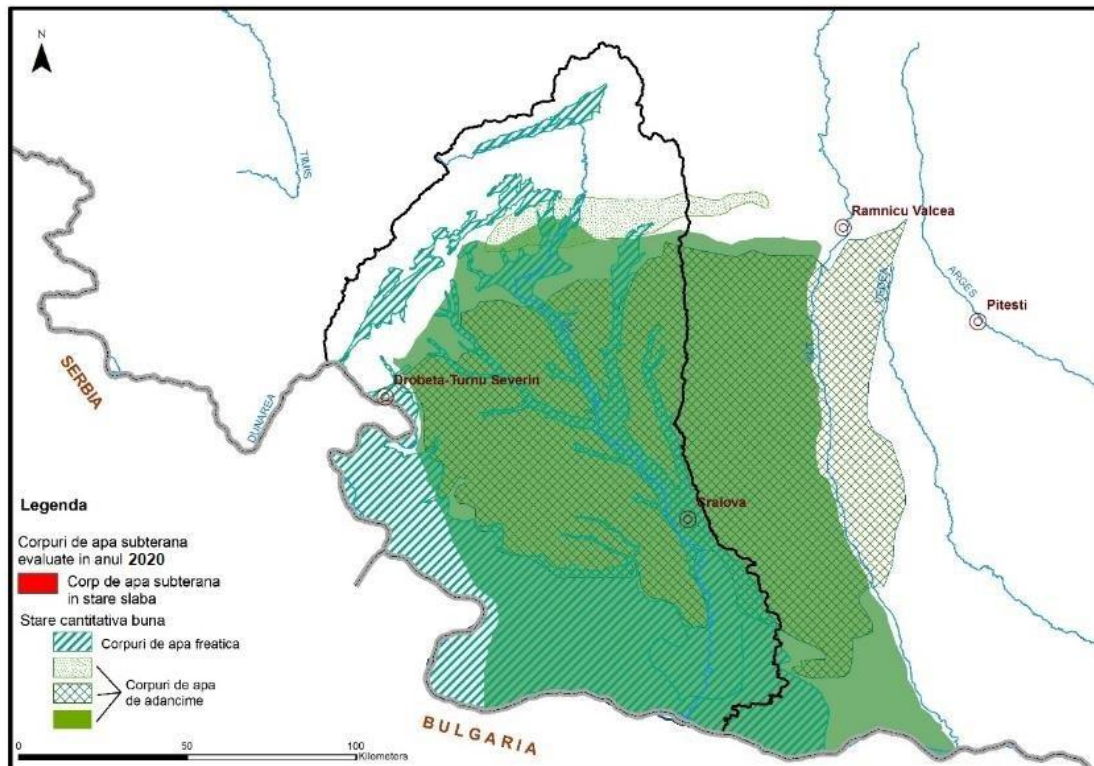 N
TIMIS
Ramnicu Valcea
ARGES
Pitesti
SERBIA
DUNAREA
Drobeta-Turnu Severin
Craiova
Legenda
Corpuri de apa subterana
evaluate in anul 2020
Corp de apa subterana
in stare slaba
Stare cantitativa buna
Corpuri de apa freatica
Corpuri de apa
de adancime
BULGARIA
0 50 100
Kilometers